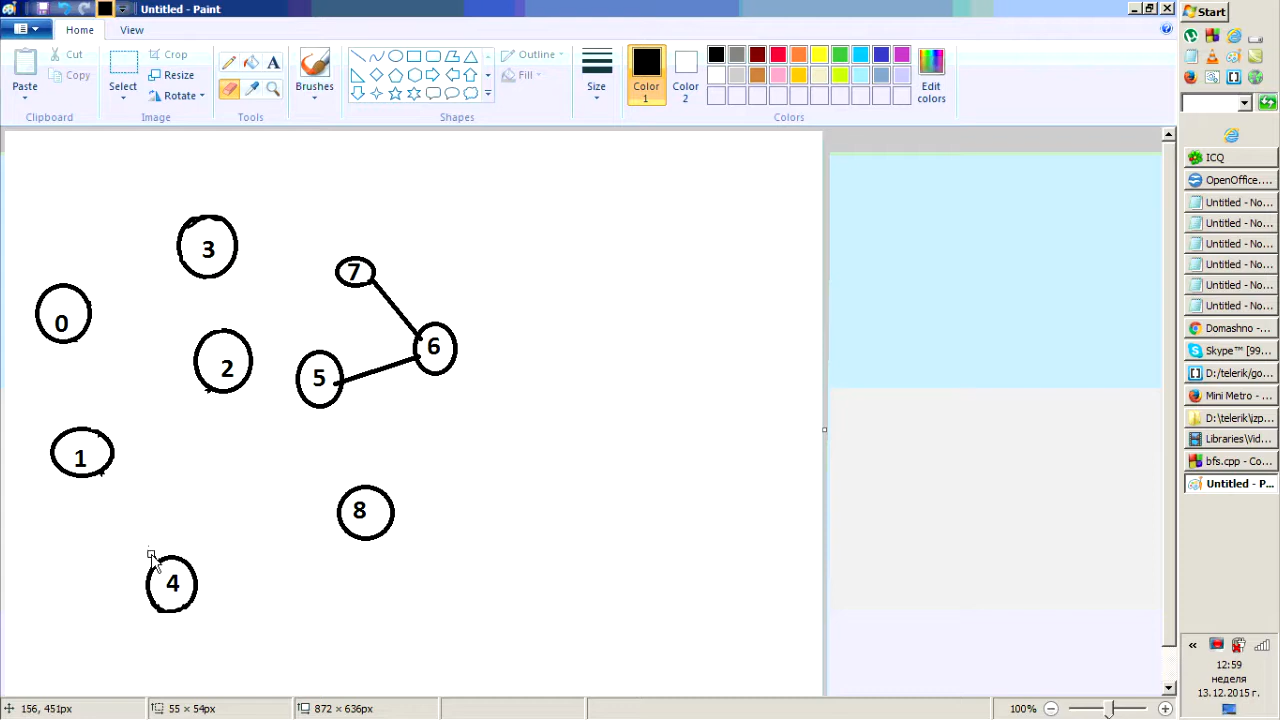 Untitled - Paint
Home
View
Paste
Cut
Copy
Clipboard
Select
Crop
Resize
Rotate
Image
Tools
Brushes
Shapes
Outline
Fill
Size
Color 1
Color 2
Edit colors
Colors
3
7
0
6
2
5
1
8
4
156, 451px
55 × 54px
872 × 636px
100%
Start
ICQ
OpenOffice....
Untitled - No...
Untitled - No...
Untitled - No...
Untitled - No...
Untitled - No...
Untitled - No...
Domashno -...
Skype™ [99...
D:/telerik/go...
Mini Metro -...
D:\telerik\izp...
Libraries\Vid...
bfs.cpp - Co...
Untitled - P...
12:59
неделя
13.12.2015 г.